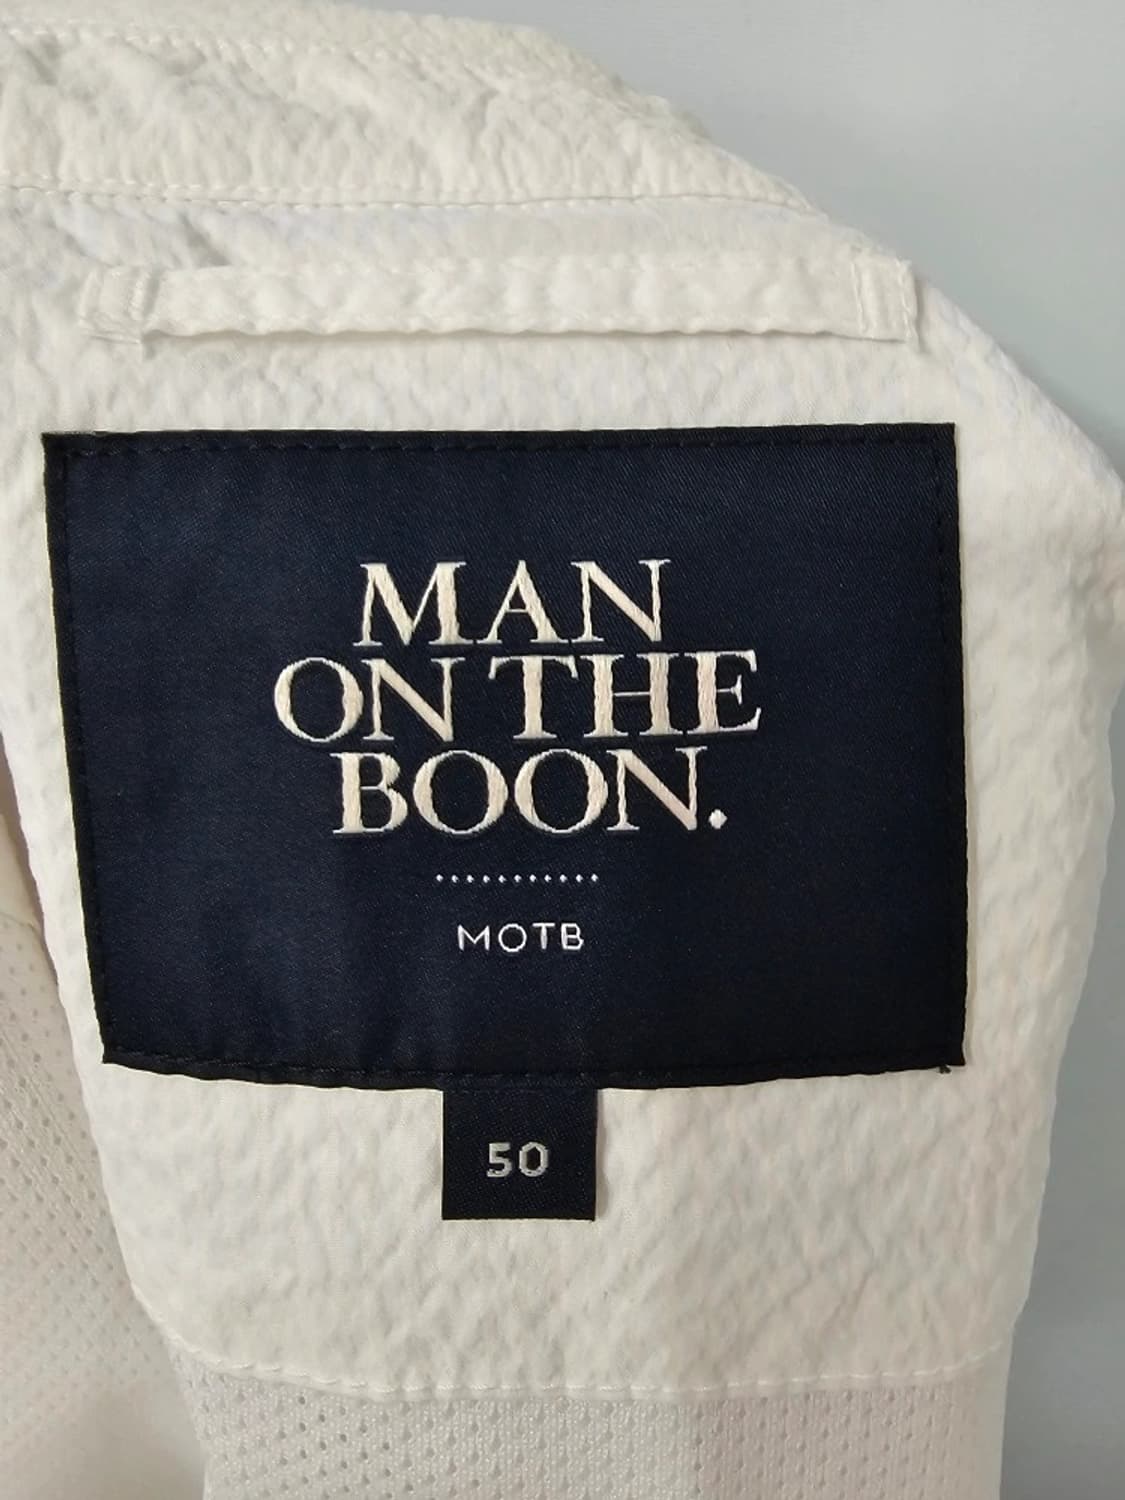 MAN
ON THE
BOON.
MOTB
50